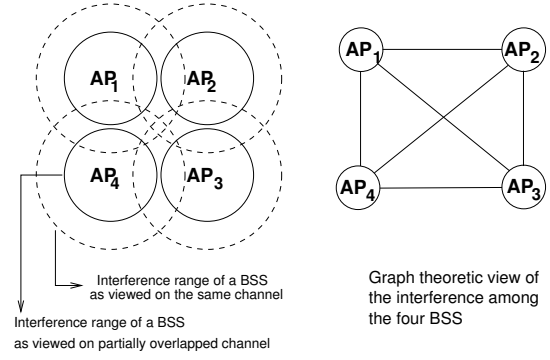 AP1 AP2
AP4 AP3
Interference range of a BSS
as viewed on the same channel
Interference range of a BSS
as viewed on partially overlapped channel
AP1 AP2
AP4 AP3
Graph theoretic view of
the interference among
the four BSS